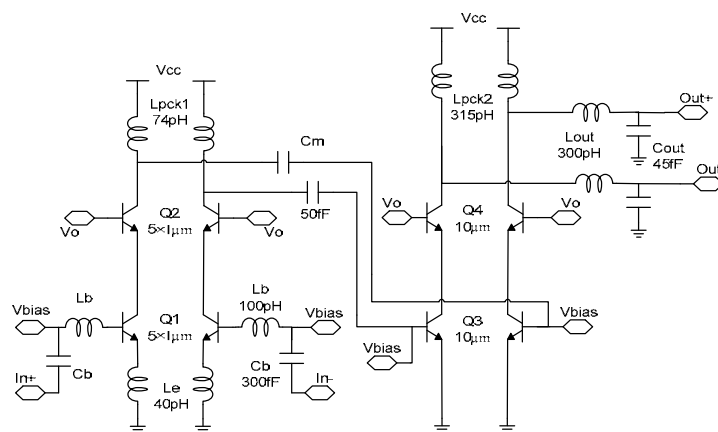 Vcc
Vcc
Lpck1
74pH
Lpck2
315pH
Out+
Lout
300pH
Cout
45fF
Out
Cm
50fF
Vo
Q2
5×1µm
Vo
Vo
Q4
10µm
Vo
Lb
Vbias
Q1
5×1µm
Lb
100pH
Vbias
Vbias
Q3
10µm
Vbias
Cb
In+
Le
40pH
Cb
300fF
In-